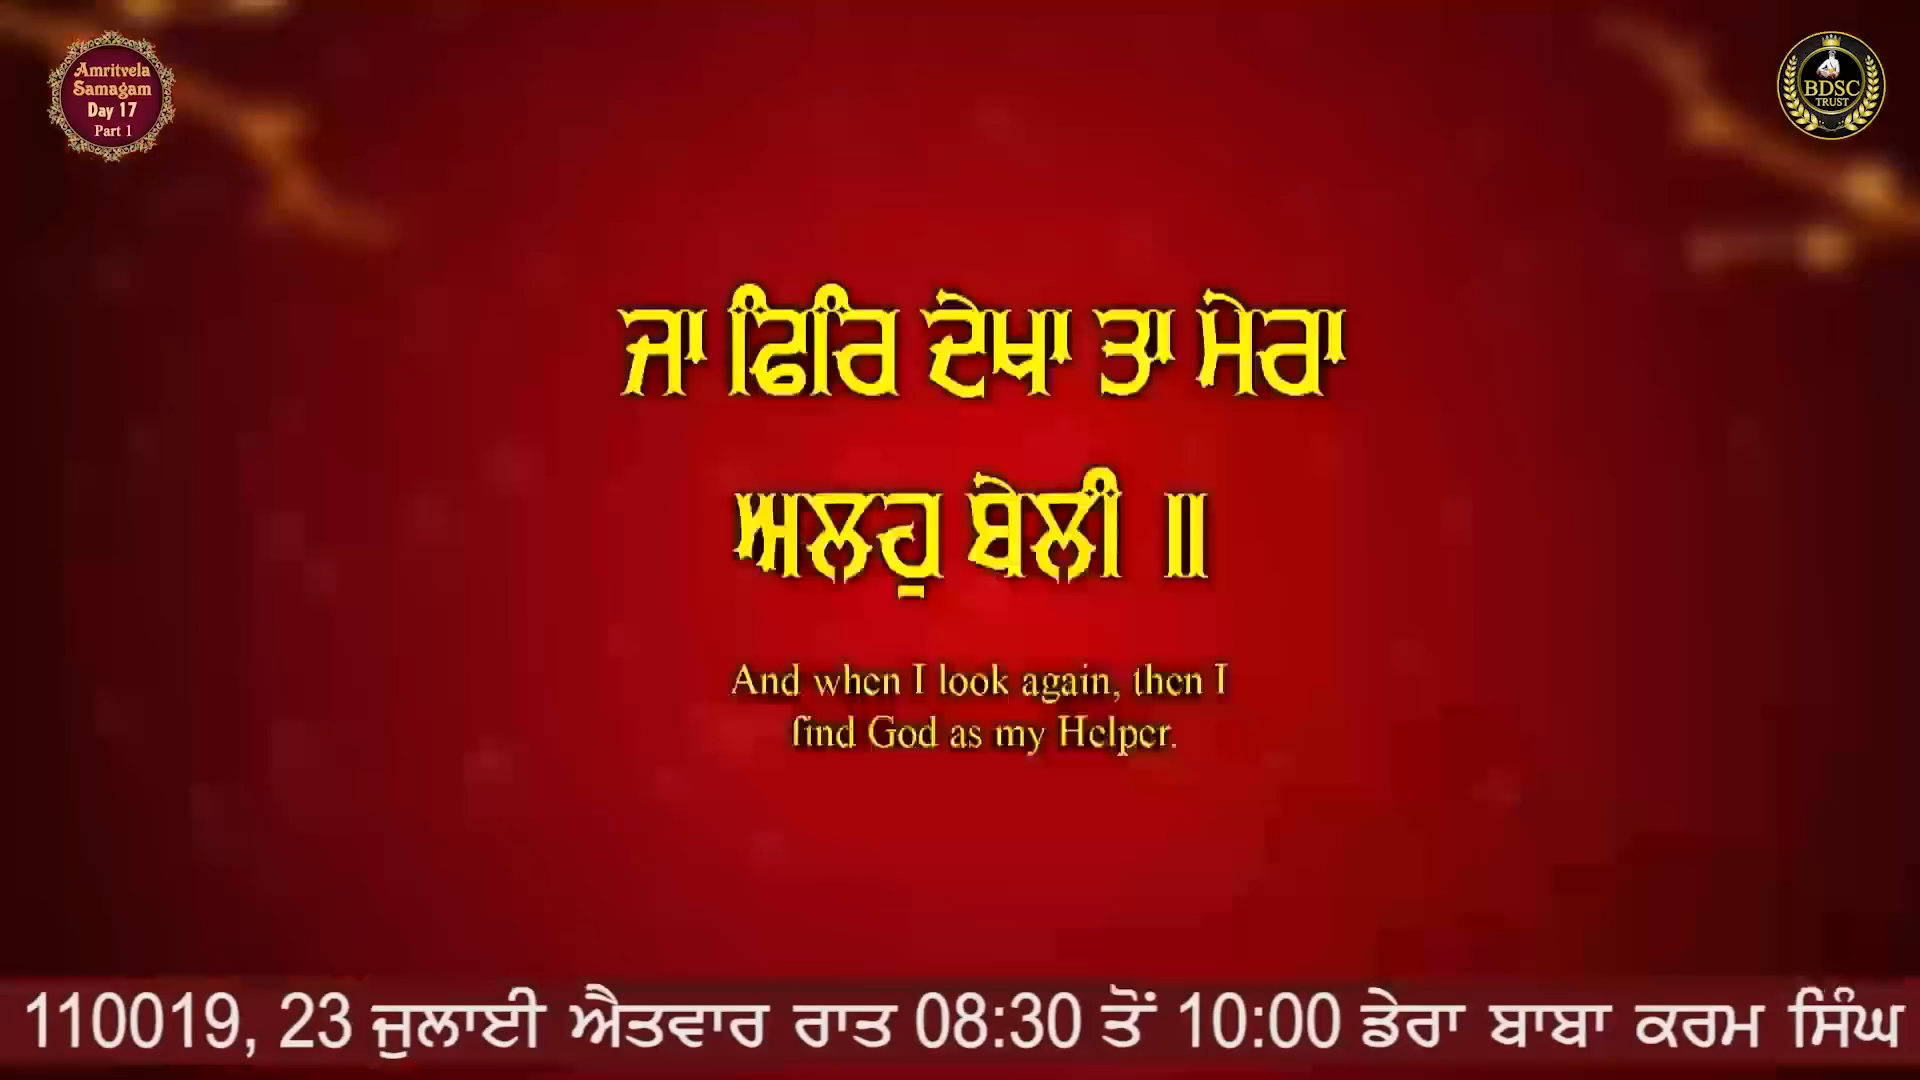 Amritvela
Samagam
Day 17
Part 1
BDSC
TRUST
ਜਾ ਫਿਰਿ ਦੇਖਾ ਤਾ ਮੇਰਾ
ਅਲਹੁ ਬੇਲੀ ॥
And when I look again, then I
find God as my Helper.
110019, 23 ਜੁਲਾਈ ਐਤਵਾਰ ਰਾਤ 08:30 ਤੋਂ 10:00 ਡੇਰਾ ਬਾਬਾ ਕਰਮ ਸਿੰਘ